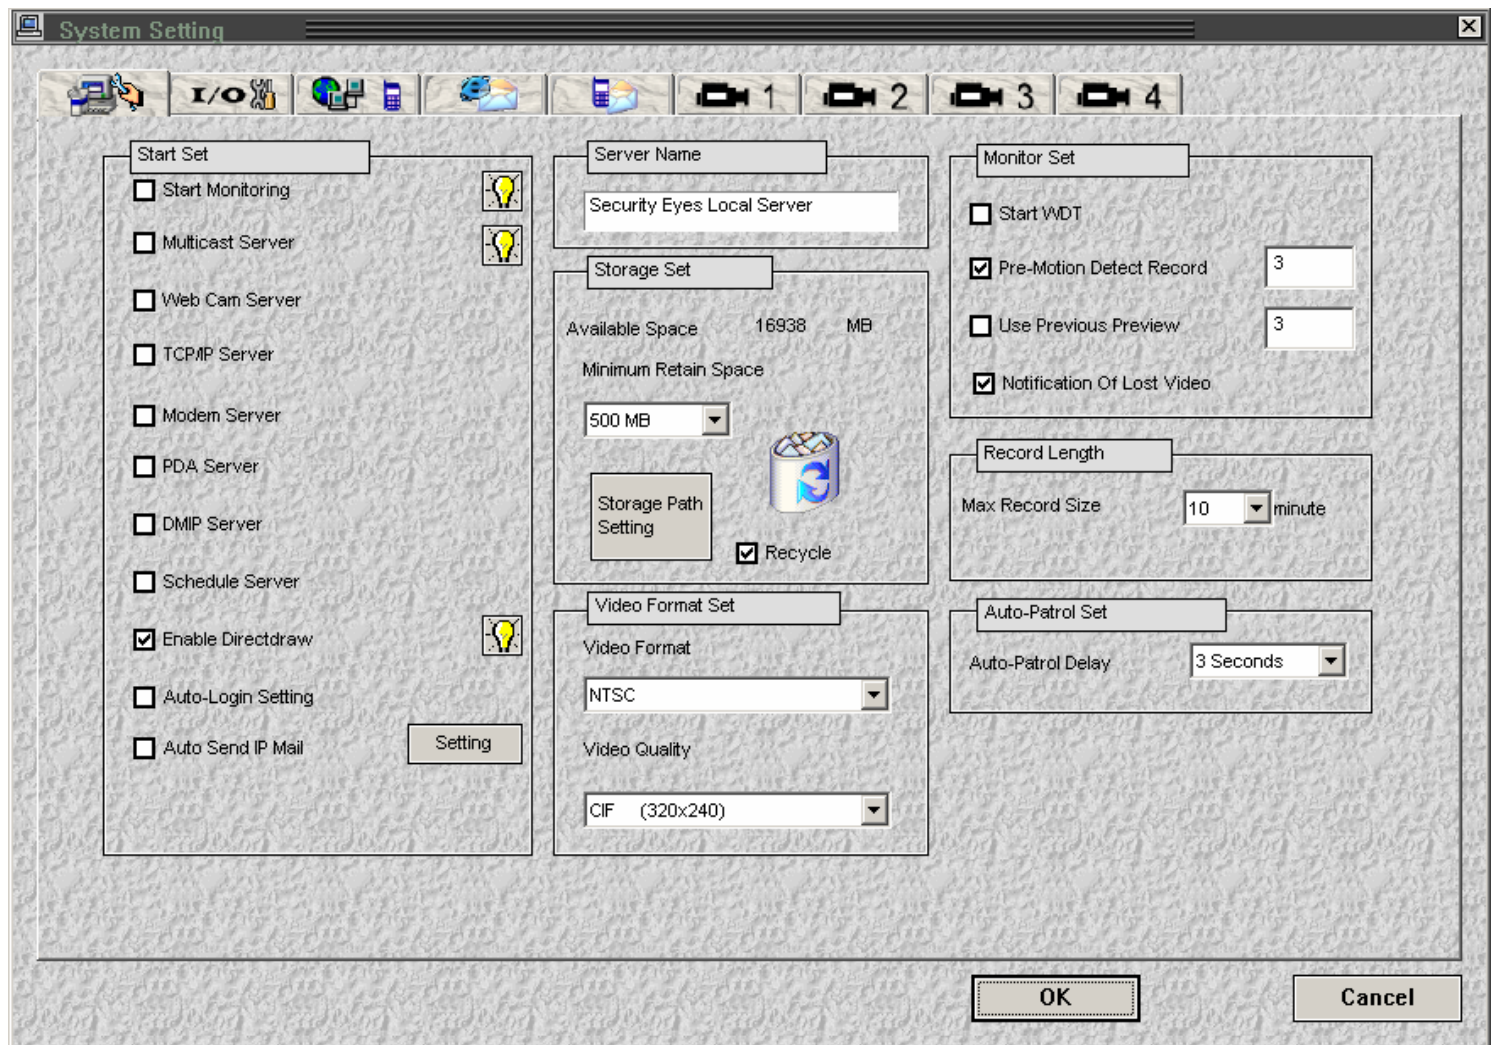 System Setting
I/O
1
2
3
4
Start Set
Start Monitoring
Multicast Server
Web Cam Server
TCP/IP Server
Modem Server
PDA Server
DMIP Server
Schedule Server
Enable Directdraw
Auto-Login Setting
Auto Send IP Mail
Setting
Server Name
Security Eyes Local Server
Storage Set
Available Space 16938 MB
Minimum Retain Space
500 MB
Storage Path
Setting
Recycle
Video Format Set
Video Format
NTSC
Video Quality
CIF (320x240)
Monitor Set
Start WDT
Pre-Motion Detect Record 3
Use Previous Preview 3
Notification Of Lost Video
Record Length
Max Record Size 10 minute
Auto-Patrol Set
Auto-Patrol Delay 3 Seconds
OK
Cancel